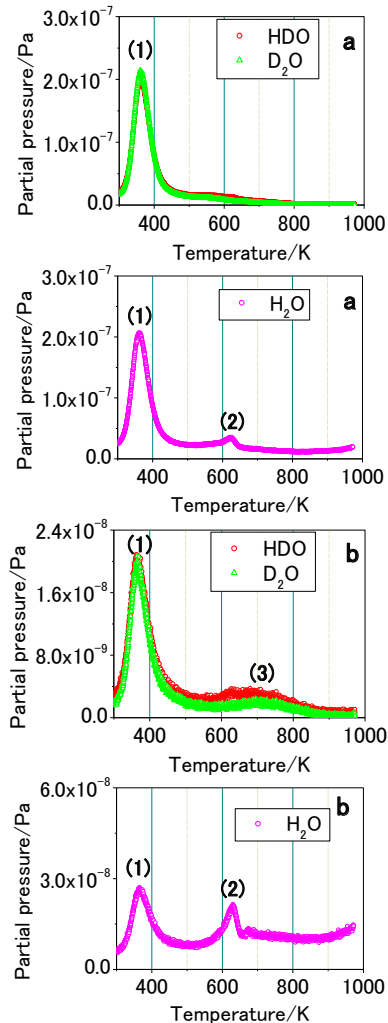 3.0x10⁻⁷
2.0x10⁻⁷
1.0x10⁻⁷
0.0
Partial pressure/Pa
(1)
HDO
D₂O
a
400 600 800 1000
Temperature/K
3.0x10⁻⁷
2.0x10⁻⁷
1.0x10⁻⁷
0.0
Partial pressure/Pa
(1)
H₂O
a
(2)
400 600 800 1000
Temperature/K
2.4x10⁻⁸
1.6x10⁻⁸
8.0x10⁻⁹
0.0
Partial pressure/Pa
(1)
HDO
D₂O
b
(3)
400 600 800 1000
Temperature/K
6.0x10⁻⁸
3.0x10⁻⁸
0.0
Partial pressure/Pa
H₂O
b
(1)
(2)
400 600 800 1000
Temperature/K